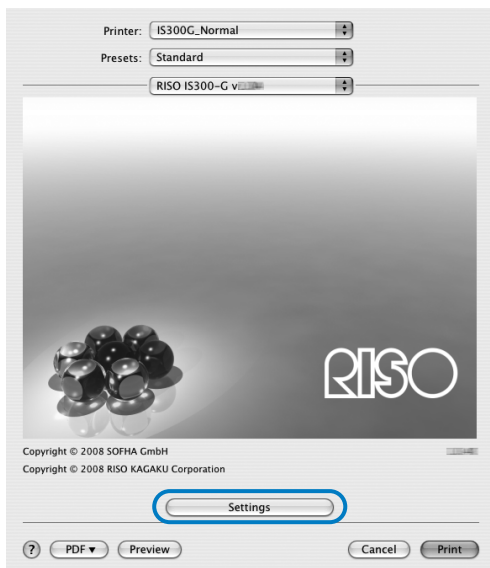 Printer: IS300G_Normal
Presets: Standard
RISO IS300-G v
RISO
Copyright © 2008 SOFHA GmbH
Copyright © 2008 RISO KAGAKU Corporation
Settings
? PDF▼ Preview Cancel Print